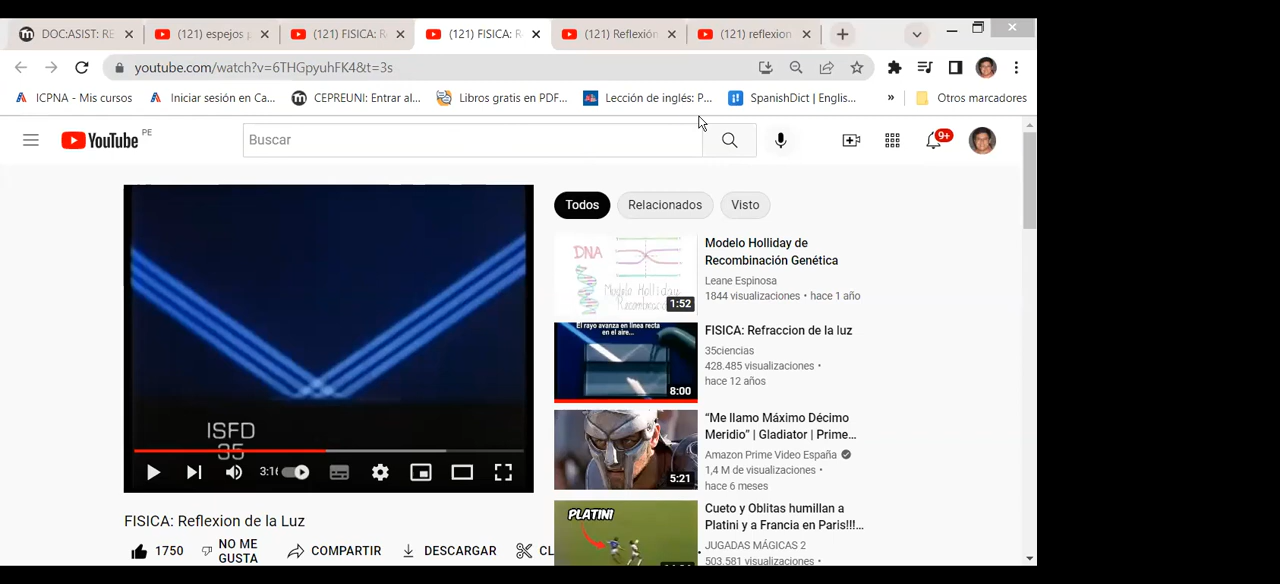 DOC:ASIST: RE
(121) espejos p
(121) FISICA: R
(121) FISICA: R
(121) Reflexión
(121) reflexion
youtube.com/watch?v=6THGpyuhFK4&t=3s
ICPNA - Mis cursos
Iniciar sesión en Ca...
CEPREUNI: Entrar al...
Libros gratis en PDF...
Lección de inglés: P...
SpanishDict | Englis...
»
Otros marcadores
YouTube PE
Buscar
9+
Todos
Relacionados
Visto
ISFD
35
3:16
FISICA: Reflexion de la Luz
1750
NO ME
GUSTA
COMPARTIR
DESCARGAR
CL
DNA
Modelo Holliday
1:52
Modelo Holliday de
Recombinación Genética
Leane Espinosa
1844 visualizaciones • hace 1 año
El rayo avanza en línea recta
en el aire...
8:00
FISICA: Refraccion de la luz
35ciencias
428.485 visualizaciones •
hace 12 años
5:21
“Me llamo Máximo Décimo
Meridio” | Gladiator | Prime...
Amazon Prime Video España
1,4 M de visualizaciones •
hace 6 meses
PLATINI
Cueto y Oblitas humillan a
Platini y a Francia en Paris!!!...
JUGADAS MÁGICAS 2
503.581 visualizaciones •